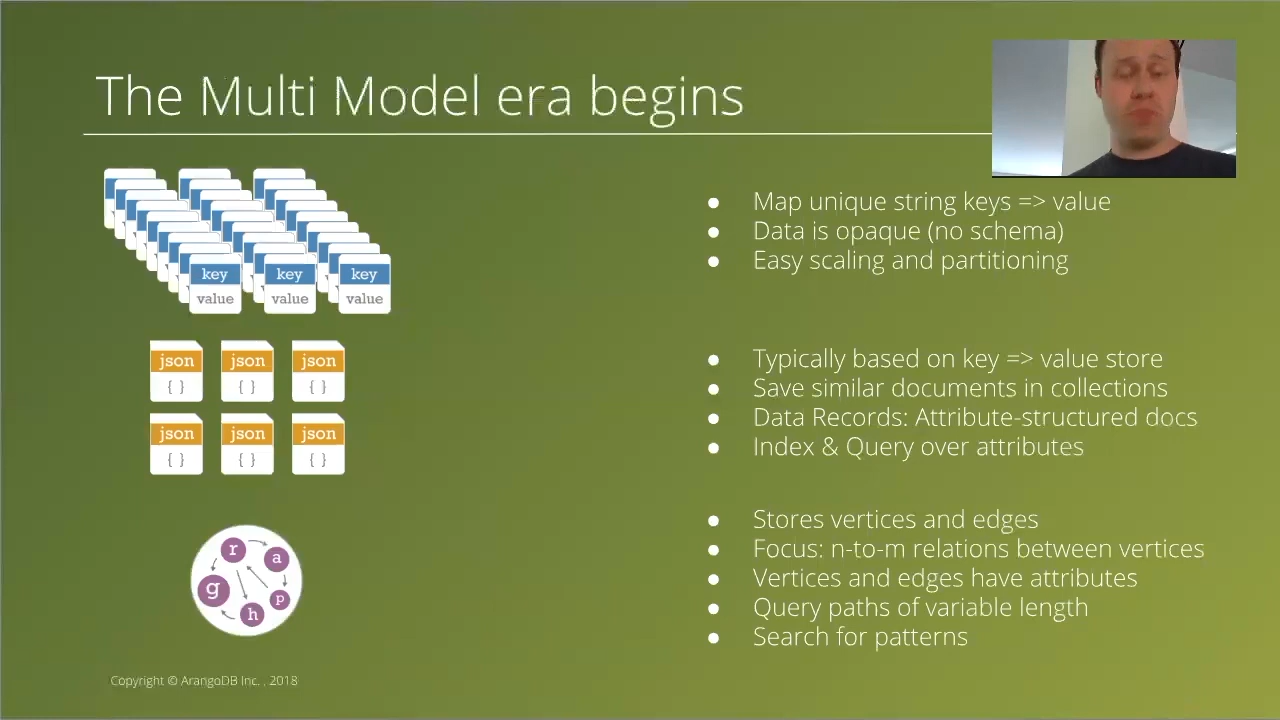 The Multi Model era begins
● Map unique string keys => value
● Data is opaque (no schema)
● Easy scaling and partitioning
key key key
value value value
● Typically based on key => value store
● Save similar documents in collections
● Data Records: Attribute-structured docs
● Index & Query over attributes
json json json
{ } { } { }
json json json
{ } { } { }
● Stores vertices and edges
● Focus: n-to-m relations between vertices
● Vertices and edges have attributes
● Query paths of variable length
● Search for patterns
g r a p h
Copyright © ArangoDB Inc. , 2018